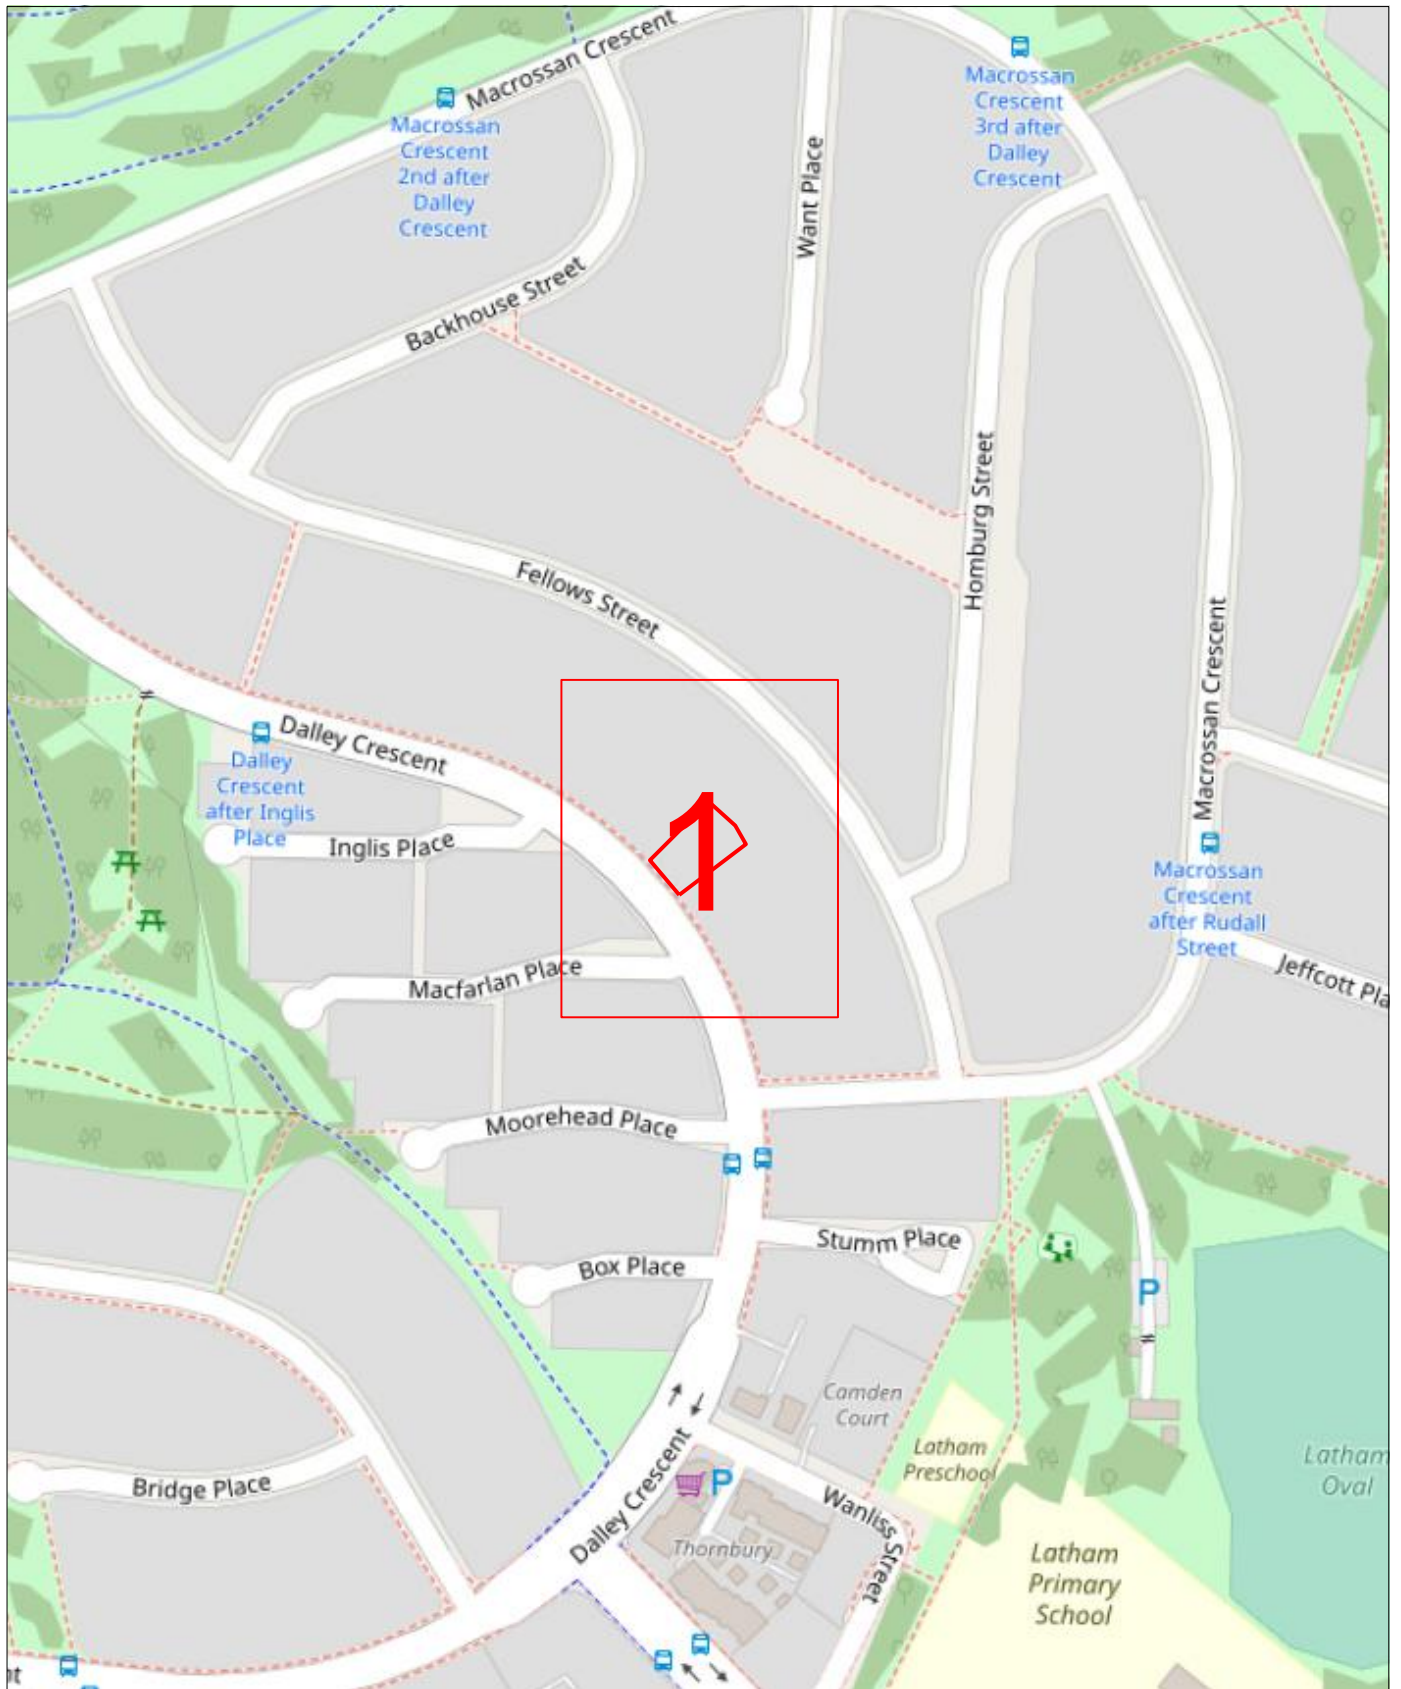 Macrossan Crescent
Macrossan
Crescent
2nd after
Dalley
Crescent
Macrossan
Crescent
3rd after
Dalley
Crescent
Want Place
Backhouse Street
Homburg Street
Fellows Street
Macrossan Crescent
Dalley Crescent
Dalley
Crescent
after Inglis
Place
Inglis Place
1
Macrossan
Crescent
after Rudall
Street
Jeffcott Pla
Macfarlan Place
Moorehead Place
Stumm Place
Box Place
P
Camden
Court
Latham
Preschool
Latham
Oval
Bridge Place
Dalley Crescent
P
Wanliss Street
Thornbury
Latham
Primary
School
nt